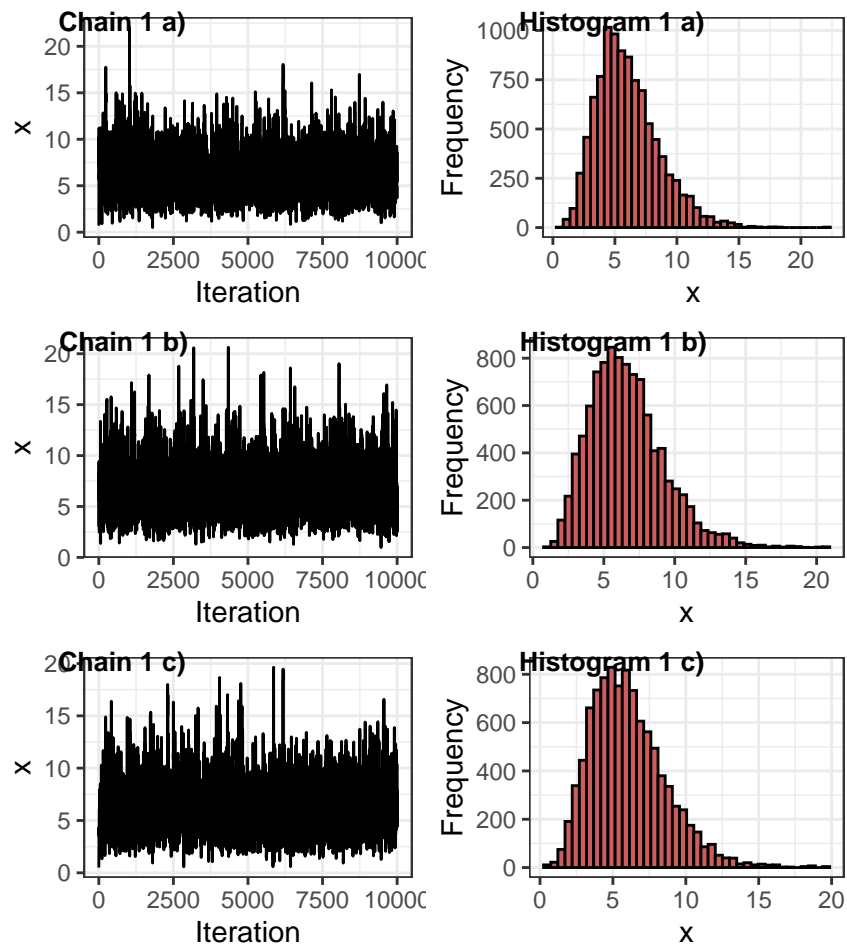 Chain 1 a)
x
20
15
10
5
0
0 2500 5000 7500 10000
Iteration
Histogram 1 a)
Frequency
1000
750
500
250
0
0 5 10 15 20
x
Chain 1 b)
x
20
15
10
5
0
0 2500 5000 7500 10000
Iteration
Histogram 1 b)
Frequency
800
600
400
200
0
0 5 10 15 20
x
Chain 1 c)
x
20
15
10
5
0
0 2500 5000 7500 10000
Iteration
Histogram 1 c)
Frequency
800
600
400
200
0
0 5 10 15 20
x